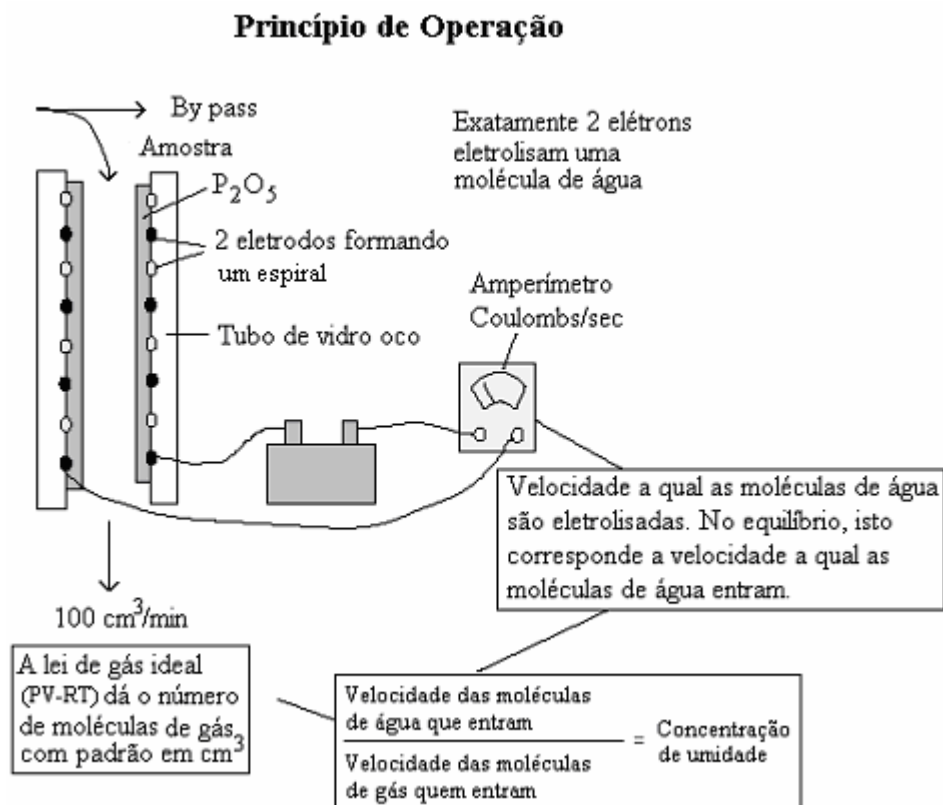 Princípio de Operação
By pass
Amostra
P2O5
2 eletrodos formando
um espiral
Tubo de vidro oco
Exatamente 2 elétrons
eletrolisam uma
molécula de água
Amperímetro
Coulombs/sec
Velocidade a qual as moléculas de água
são eletrolisadas. No equilíbrio, isto
corresponde a velocidade a qual as
moléculas de água entram.
100 cm³/min
A lei de gás ideal
(PV-RT) dá o número
de moléculas de gás,
com padrão em cm³
Velocidade das moléculas
de água que entram
Velocidade das moléculas
de gás quem entram
= Concentração
de umidade